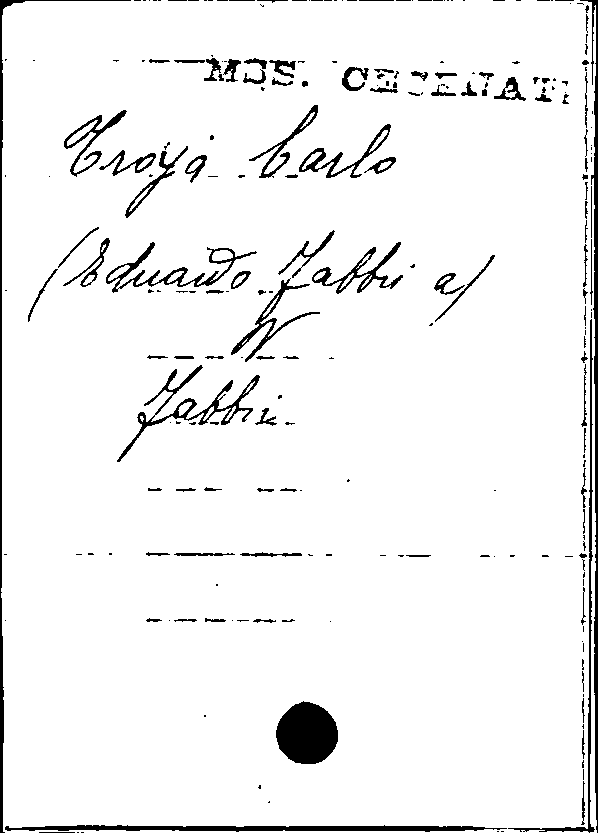 MSS. CESENATI
Troya Carlo
(Eduardo Fabbri a)
V
Fabbri